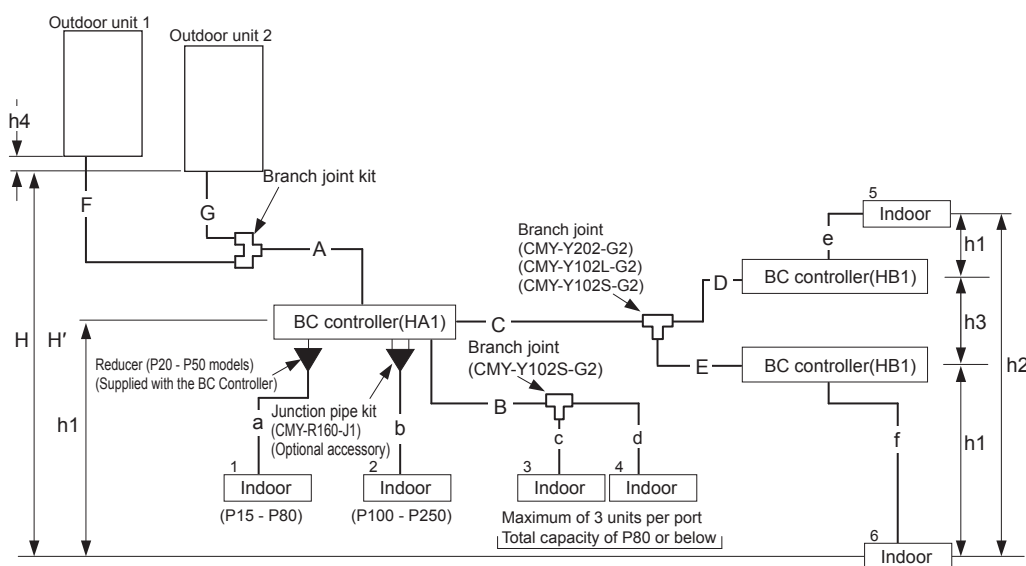 Outdoor unit 1
Outdoor unit 2
h4
Branch joint kit
F
G
A
5
Indoor
Branch joint
(CMY-Y202-G2)
(CMY-Y102L-G2)
(CMY-Y102S-G2)
e
h1
D
BC controller(HB1)
BC controller(HA1)
C
H
H′
h3
h2
Reducer (P20 - P50 models)
(Supplied with the BC Controller)
Branch joint
(CMY-Y102S-G2)
E
BC controller(HB1)
h1
a
Junction pipe kit
(CMY-R160-J1)
(Optional accessory)
b
B
c
d
f
h1
1
Indoor
(P15 - P80)
2
Indoor
(P100 - P250)
3
Indoor
4
Indoor
Maximum of 3 units per port
Total capacity of P80 or below
6
Indoor